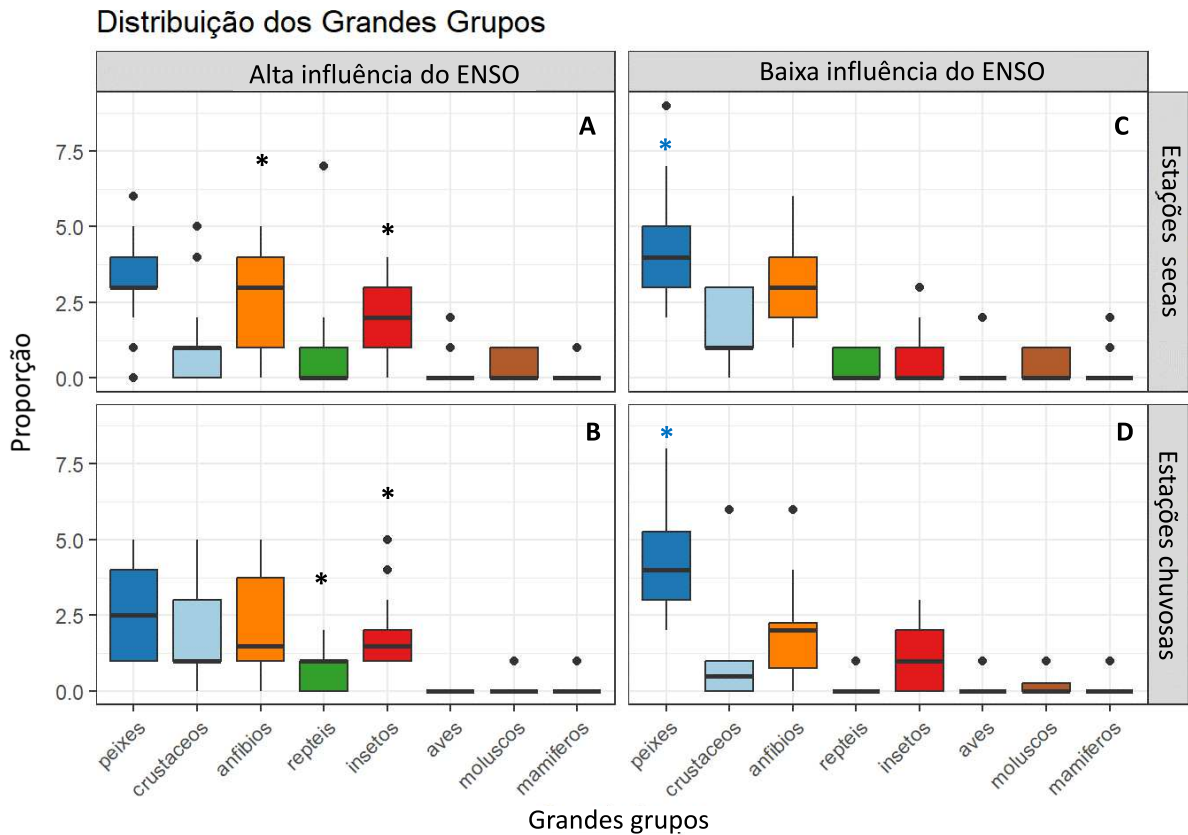 Distribuição dos Grandes Grupos
Alta influência do ENSO
Baixa influência do ENSO
A
*
*
7.5
5.0
2.5
0.0
C
*
Estações secas
B
*
*
7.5
5.0
2.5
0.0
D
*
Estações chuvosas
Proporção
peixes
crustaceos
anfibios
repteis
insetos
aves
moluscos
mamiferos
peixes
crustaceos
anfibios
repteis
insetos
aves
moluscos
mamiferos
Grandes grupos